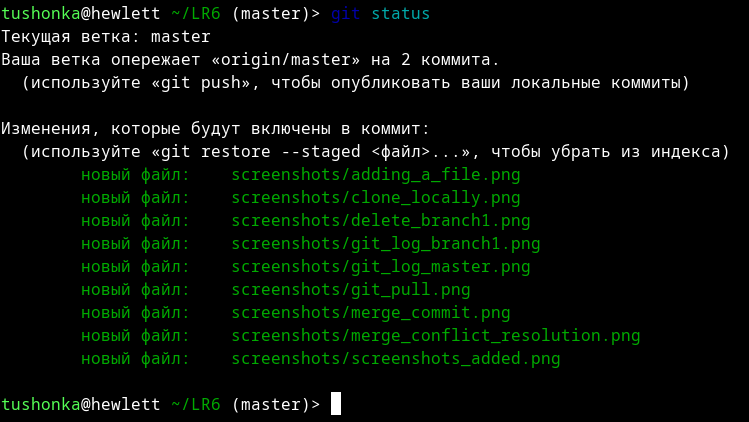 tushonka@hewlett ~/LR6 (master)> git status
Текущая ветка: master
Ваша ветка опережает «origin/master» на 2 коммита.
  (используйте «git push», чтобы опубликовать ваши локальные коммиты)

Изменения, которые будут включены в коммит:
  (используйте «git restore --staged <файл>...», чтобы убрать из индекса)
        новый файл:    screenshots/adding_a_file.png
        новый файл:    screenshots/clone_locally.png
        новый файл:    screenshots/delete_branch1.png
        новый файл:    screenshots/git_log_branch1.png
        новый файл:    screenshots/git_log_master.png
        новый файл:    screenshots/git_pull.png
        новый файл:    screenshots/merge_commit.png
        новый файл:    screenshots/merge_conflict_resolution.png
        новый файл:    screenshots/screenshots_added.png

tushonka@hewlett ~/LR6 (master)>